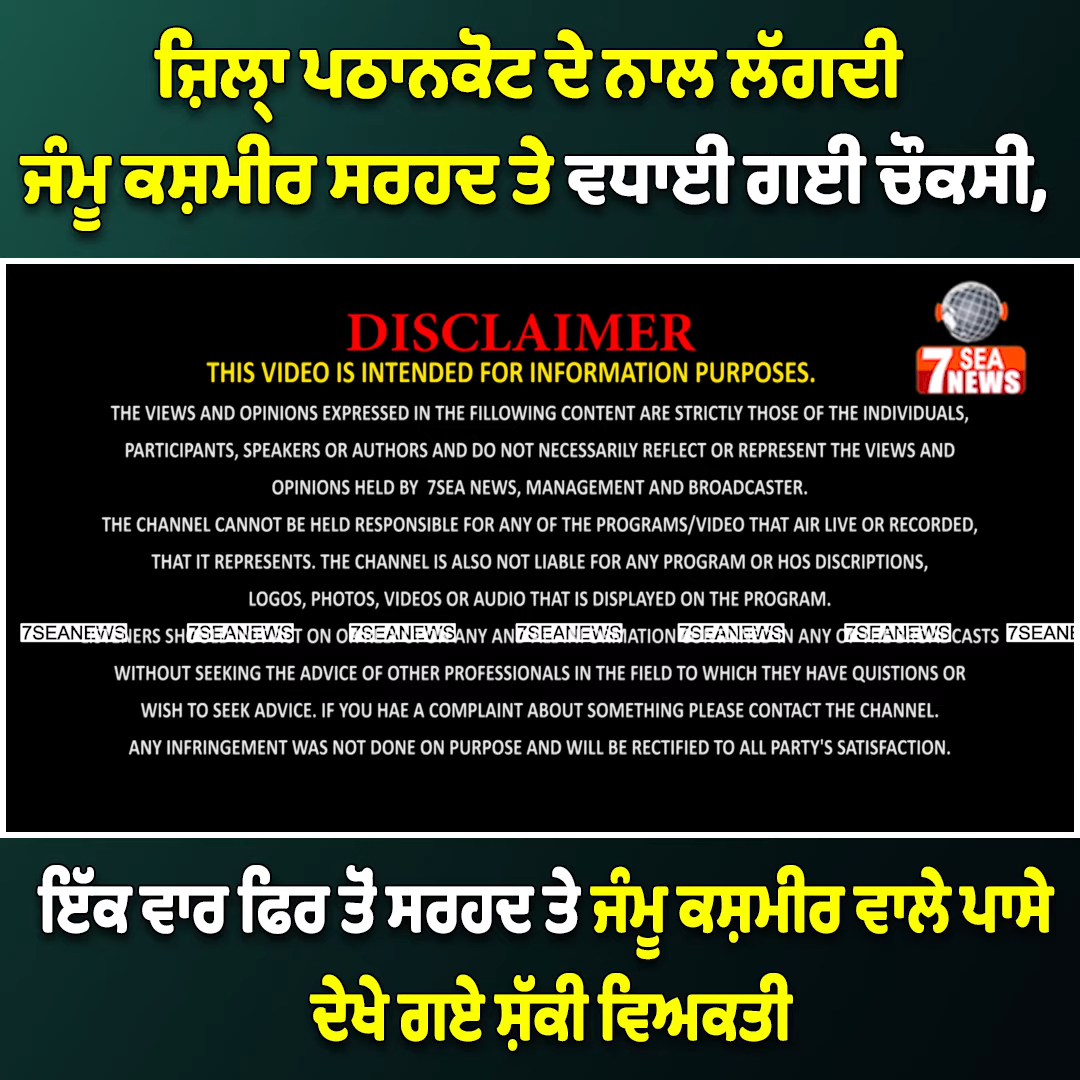 ਜ਼ਿਲ੍ਹਾ ਪਠਾਨਕੋਟ ਦੇ ਨਾਲ ਲੱਗਦੀ
ਜੰਮੂ ਕਸ਼ਮੀਰ ਸਰਹਦ ਤੇ ਵਧਾਈ ਗਈ ਚੌਕਸੀ,
DISCLAIMER
7 SEA NEWS
THIS VIDEO IS INTENDED FOR INFORMATION PURPOSES.
THE VIEWS AND OPINIONS EXPRESSED IN THE FILLOWING CONTENT ARE STRICTLY THOSE OF THE INDIVIDUALS,
PARTICIPANTS, SPEAKERS OR AUTHORS AND DO NOT NECESSARILY REFLECT OR REPRESENT THE VIEWS AND
OPINIONS HELD BY 7SEA NEWS, MANAGEMENT AND BROADCASTER.
THE CHANNEL CANNOT BE HELD RESPONSIBLE FOR ANY OF THE PROGRAMS/VIDEO THAT AIR LIVE OR RECORDED,
THAT IT REPRESENTS. THE CHANNEL IS ALSO NOT LIABLE FOR ANY PROGRAM OR HOS DISCRIPTIONS,
LOGOS, PHOTOS, VIDEOS OR AUDIO THAT IS DISPLAYED ON THE PROGRAM.
7SEANEWS 7SEANEWS ON 7SEANEWS ANY 7SEANEWS 7SEANEWS ANY 7SEANEWS
WITHOUT SEEKING THE ADVICE OF OTHER PROFESSIONALS IN THE FIELD TO WHICH THEY HAVE QUISTIONS OR
WISH TO SEEK ADVICE. IF YOU HAE A COMPLAINT ABOUT SOMETHING PLEASE CONTACT THE CHANNEL.
ANY INFRINGEMENT WAS NOT DONE ON PURPOSE AND WILL BE RECTIFIED TO ALL PARTY'S SATISFACTION.
ਇੱਕ ਵਾਰ ਫਿਰ ਤੋਂ ਸਰਹਦ ਤੇ ਜੰਮੂ ਕਸ਼ਮੀਰ ਵਾਲੇ ਪਾਸੇ
ਦੇਖੇ ਗਏ ਸ਼ੱਕੀ ਵਿਅਕਤੀ